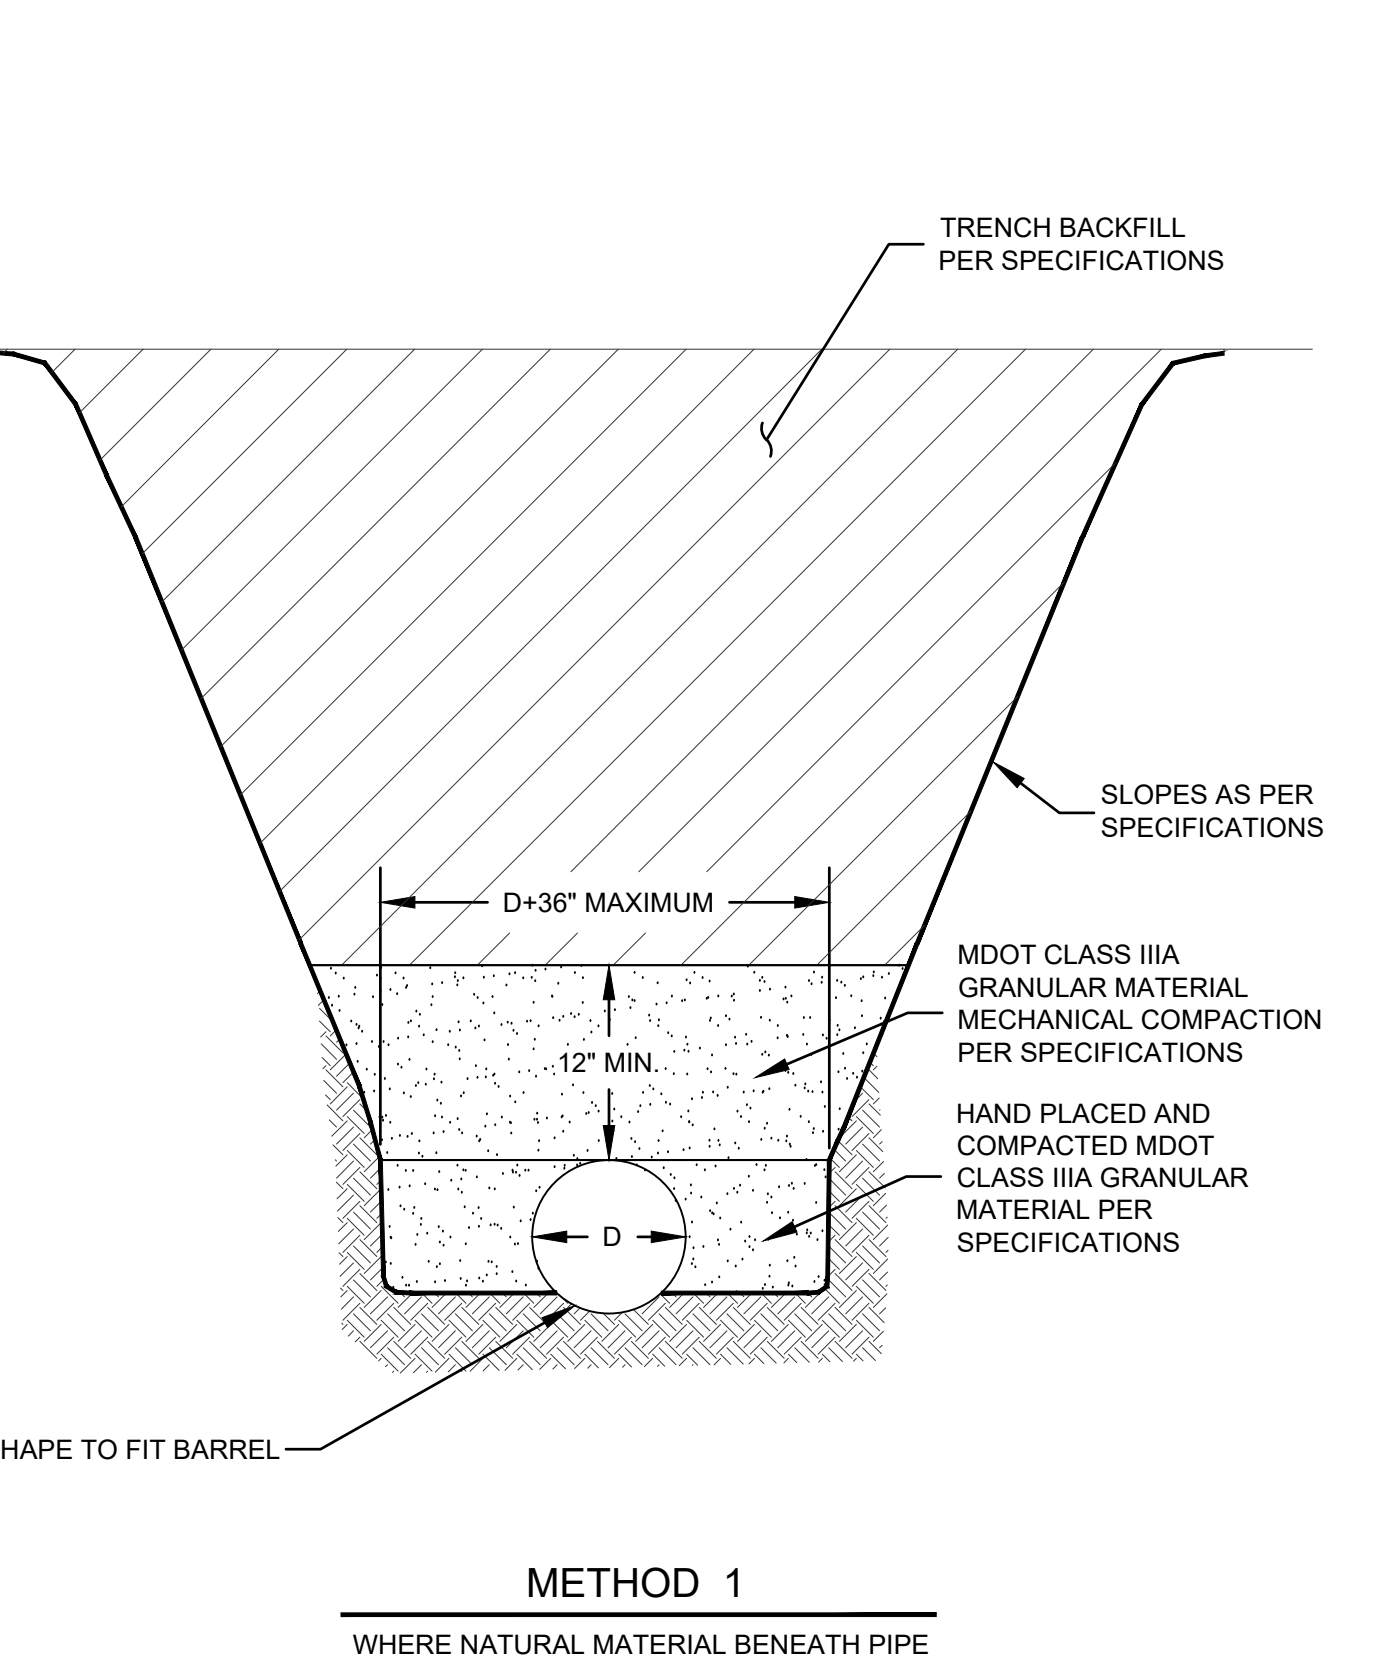 TRENCH BACKFILL
PER SPECIFICATIONS
SLOPES AS PER
SPECIFICATIONS
D+36" MAXIMUM
MDOT CLASS IIIA
GRANULAR MATERIAL
MECHANICAL COMPACTION
PER SPECIFICATIONS
12" MIN.
HAND PLACED AND
COMPACTED MDOT
CLASS IIIA GRANULAR
MATERIAL PER
SPECIFICATIONS
D
HAPE TO FIT BARREL
METHOD 1
WHERE NATURAL MATERIAL BENEATH PIPE